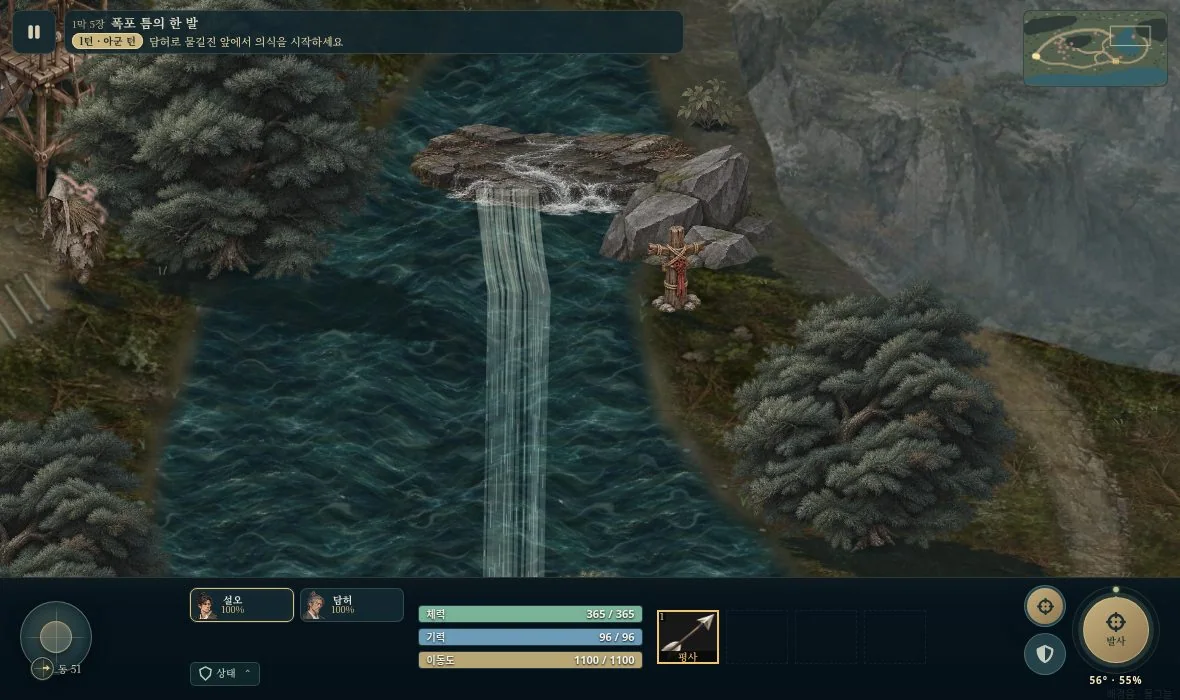 1막 5장 폭포 틈의 한 발
1턴 · 아군 턴 담허로 물길진 앞에서 의식을 시작하세요
설오
100%
담허
100%
체력 365 / 365
기력 96 / 96
이동도 1100 / 1100
1
평사
발사
동 51
상태
56° · 55%